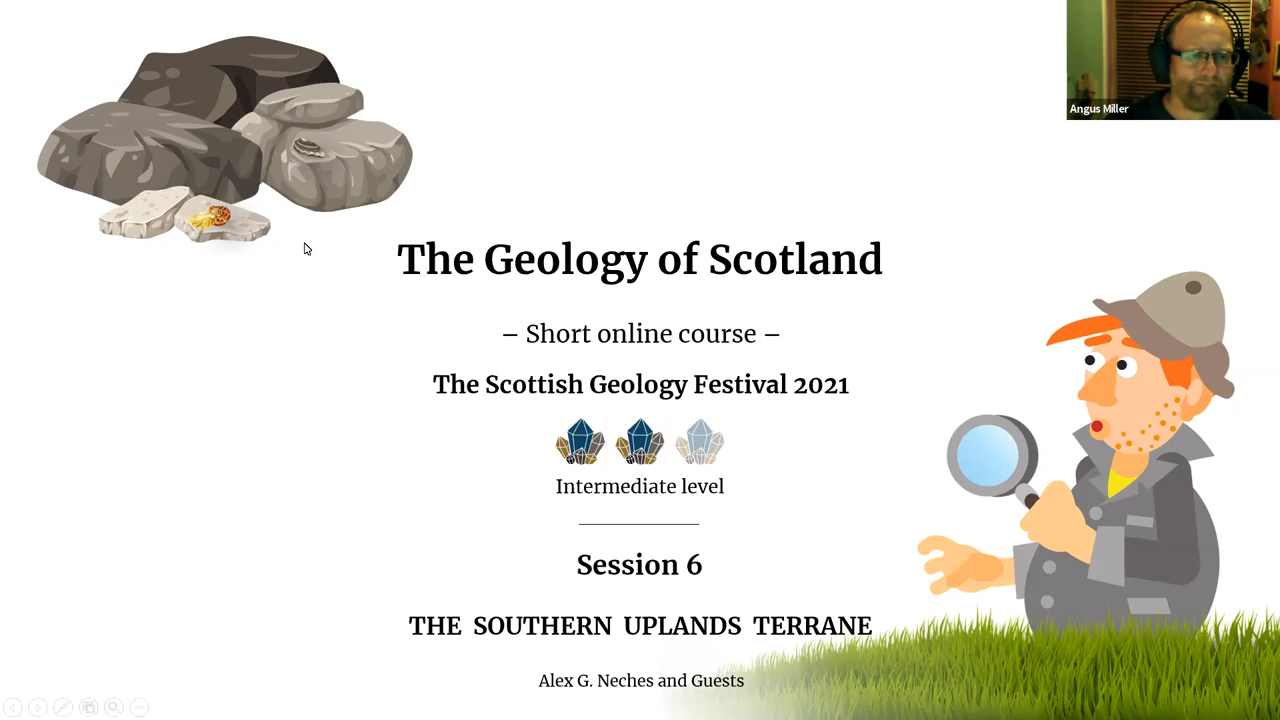 Angus Miller
The Geology of Scotland
– Short online course –
The Scottish Geology Festival 2021
Intermediate level
Session 6
THE SOUTHERN UPLANDS TERRANE
Alex G. Neches and Guests